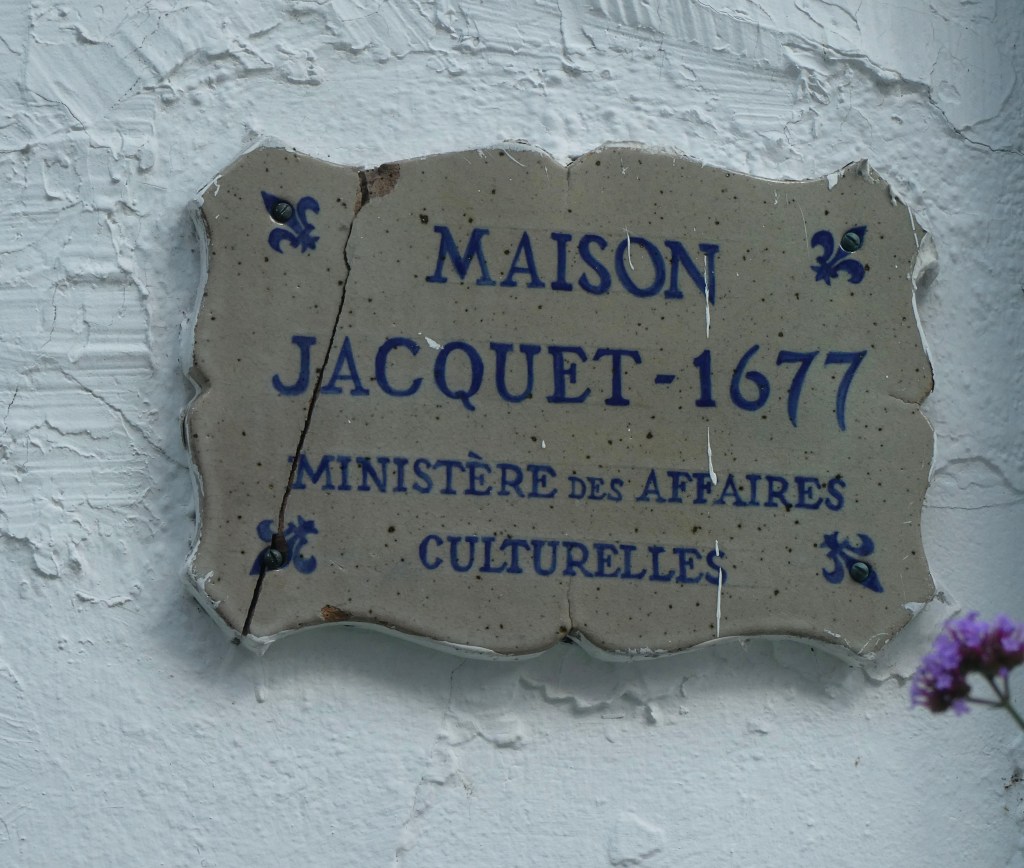 MAISON
JACQUET - 1677
MINISTÈRE DES AFFAIRES
CULTURELLES